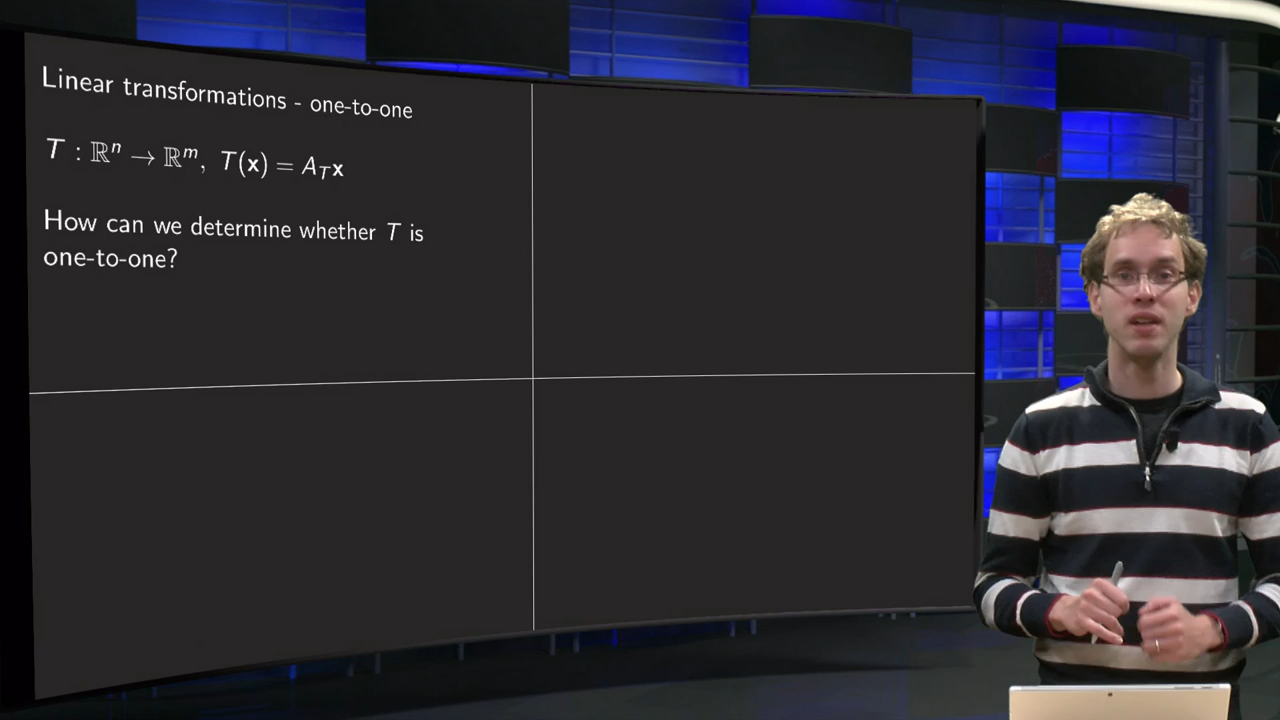 Linear transformations - one-to-one
T : ℝⁿ → ℝᵐ, T(x) = A_T x
How can we determine whether T is
one-to-one?